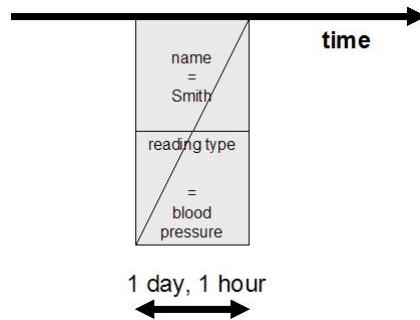 time
name
=
Smith
reading type
=
blood
pressure
1 day, 1 hour